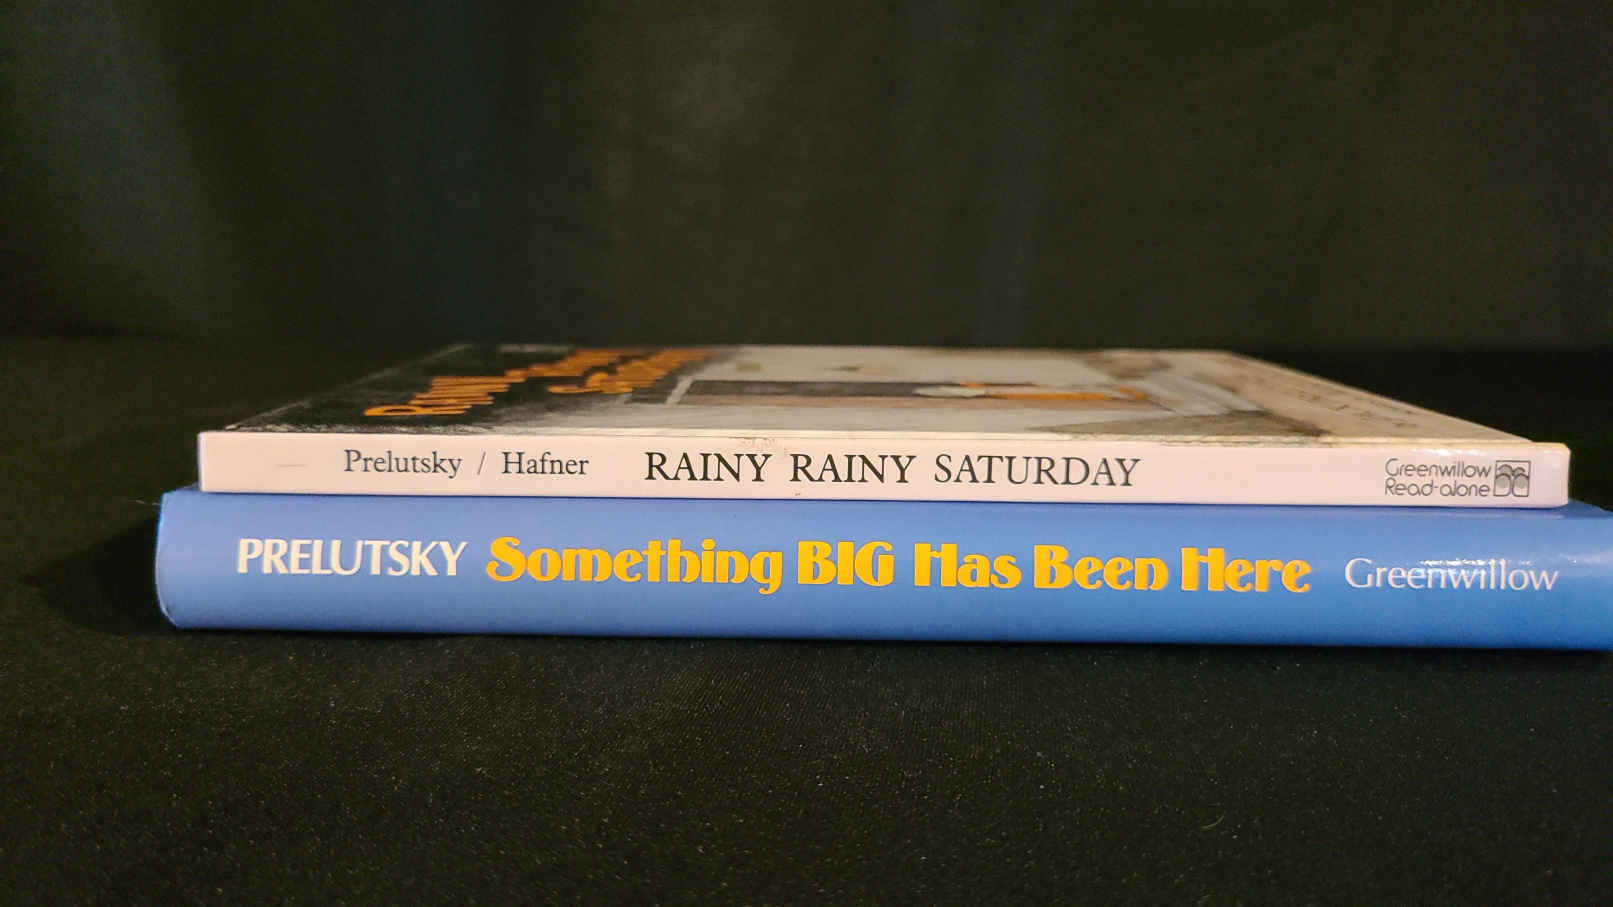 Prelutsky / Hafner RAINY RAINY SATURDAY
Greenwillow
Read-alone
PRELUTSKY Something BIG Has Been Here Greenwillow